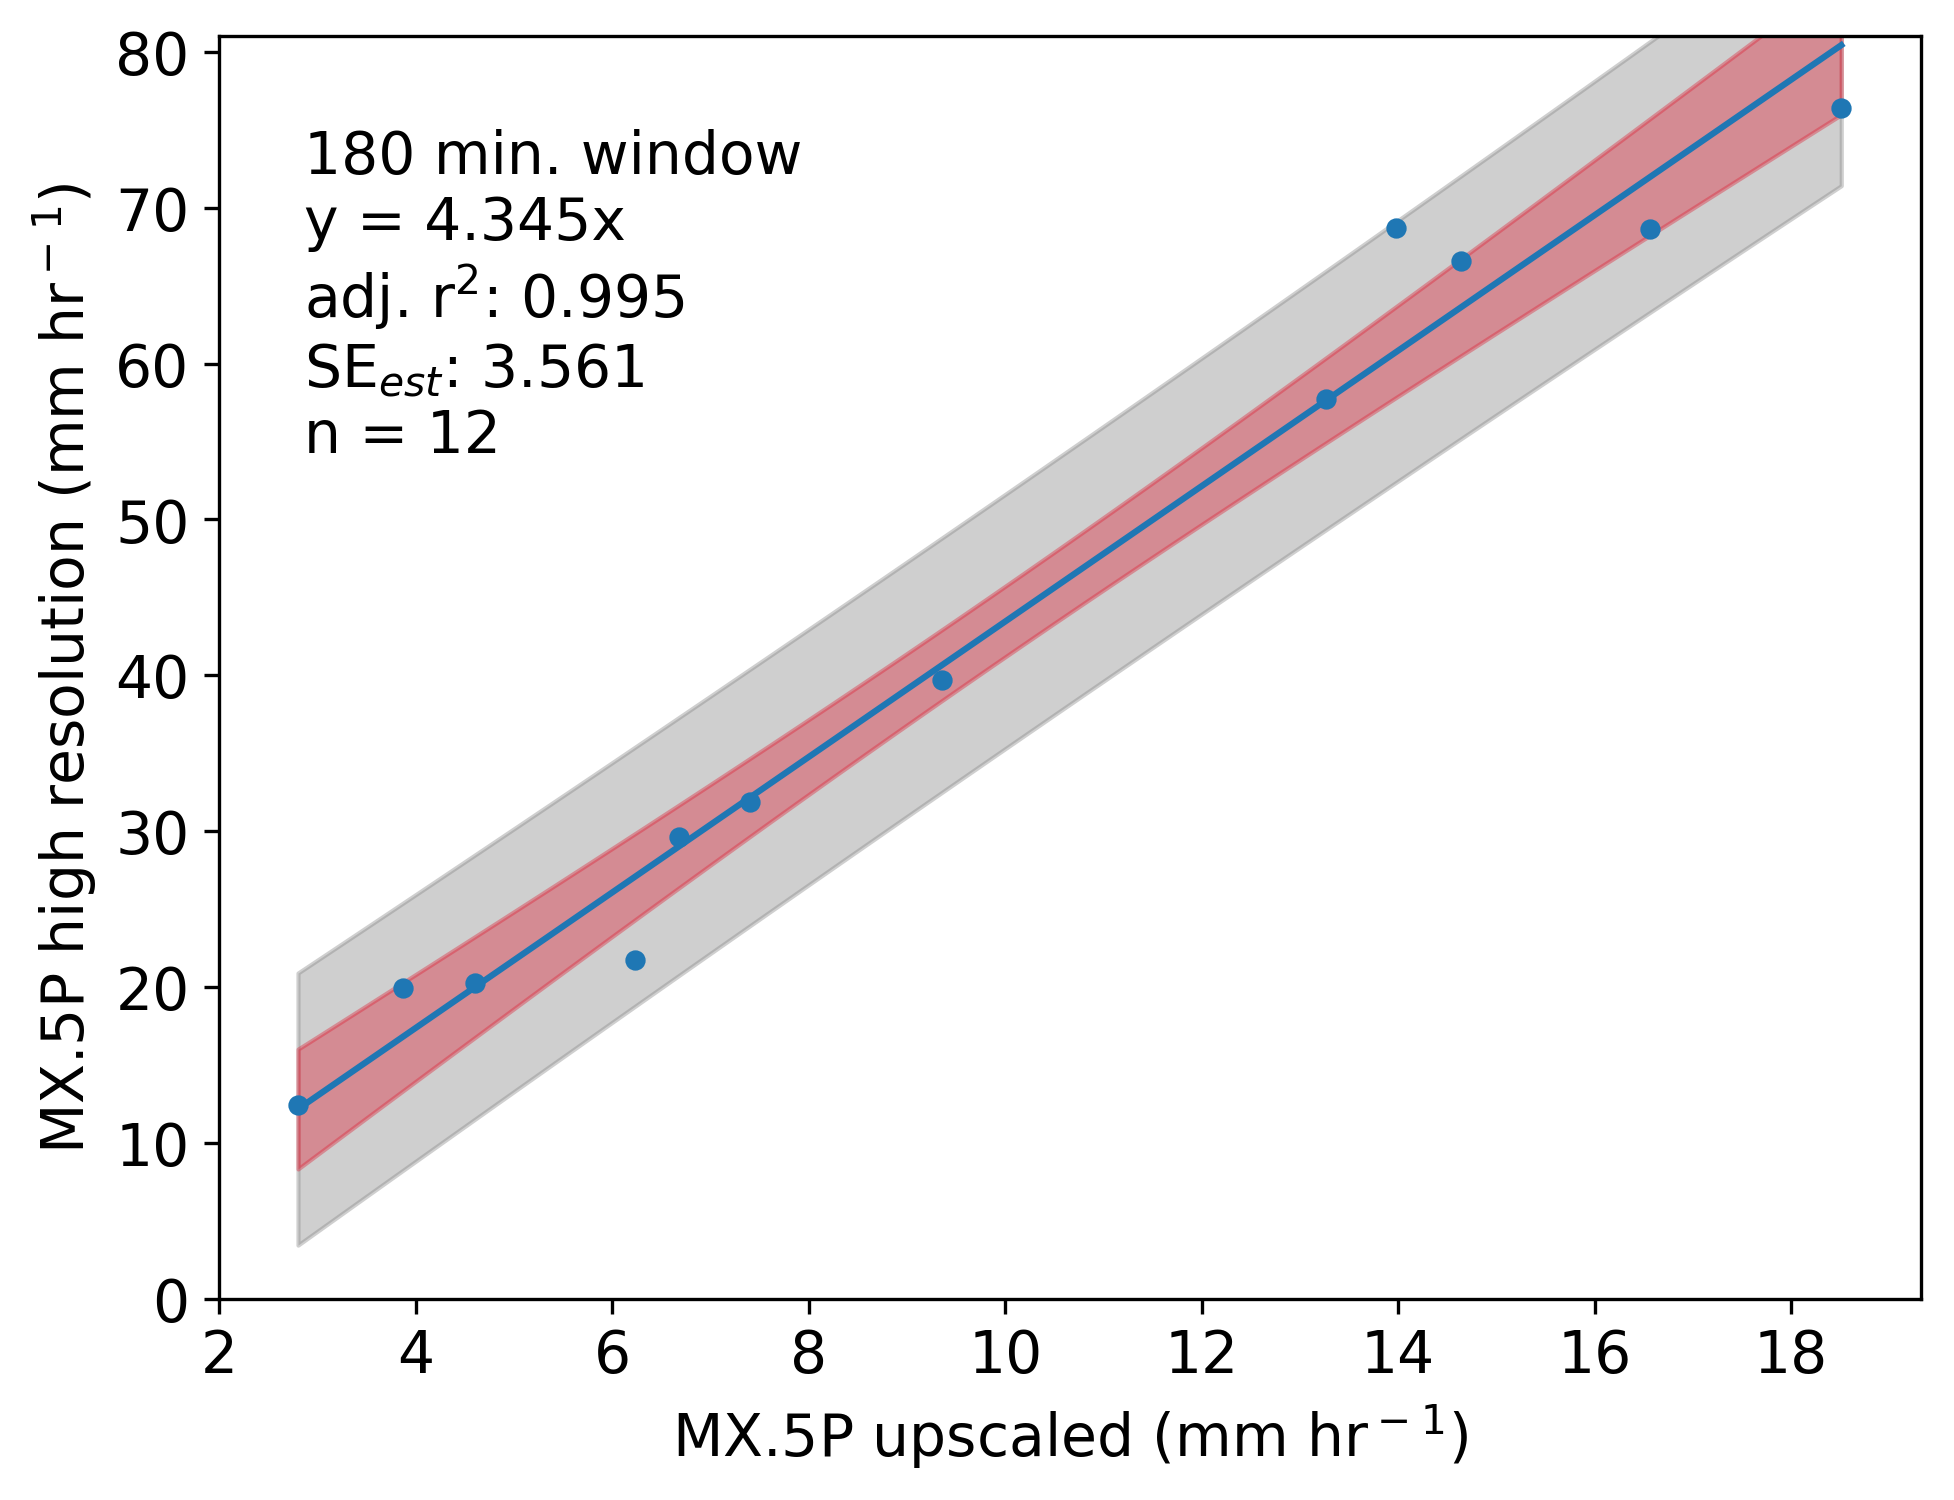 80
70
60
50
40
30
20
10
0
MX.5P high resolution (mm hr⁻¹)
180 min. window
y = 4.345x
adj. r²: 0.995
SEₑₛₜ: 3.561
n = 12
2 4 6 8 10 12 14 16 18
MX.5P upscaled (mm hr⁻¹)